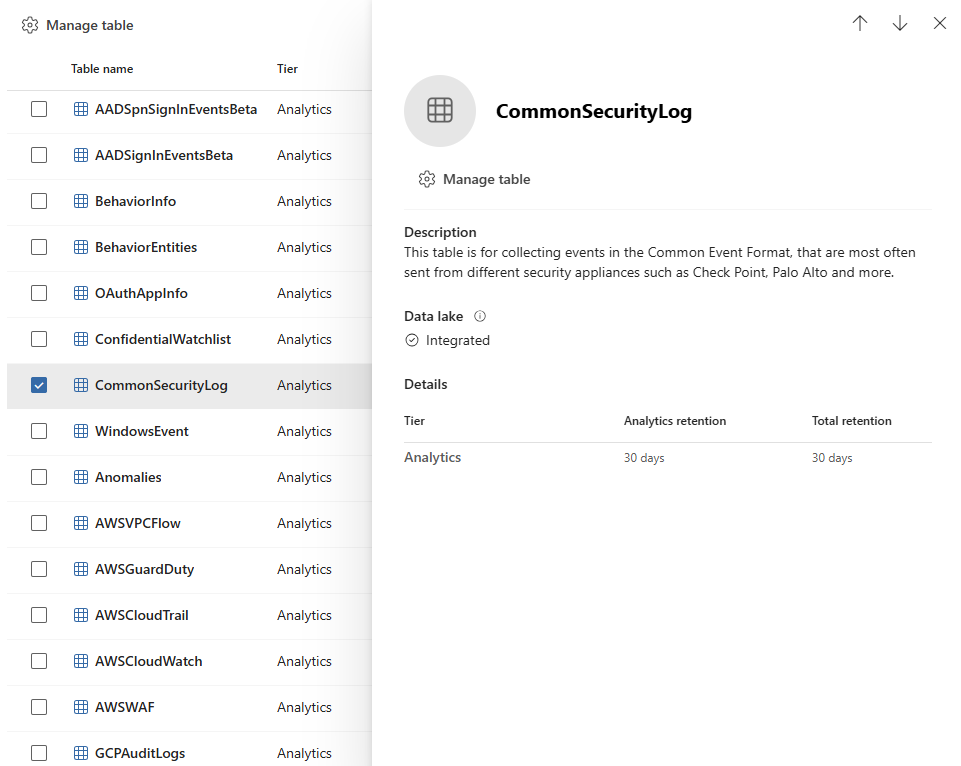 Manage table
Table name Tier
AADSpnSignInEventsBeta Analytics
AADSignInEventsBeta Analytics
BehaviorInfo Analytics
BehaviorEntities Analytics
OAuthAppInfo Analytics
ConfidentialWatchlist Analytics
CommonSecurityLog Analytics
WindowsEvent Analytics
Anomalies Analytics
AWSVPCFlow Analytics
AWSGuardDuty Analytics
AWSCloudTrail Analytics
AWSCloudWatch Analytics
AWSWAF Analytics
GCPAuditLogs Analytics
CommonSecurityLog
Manage table
Description
This table is for collecting events in the Common Event Format, that are most often
sent from different security appliances such as Check Point, Palo Alto and more.
Data lake
Integrated
Details
Tier Analytics retention Total retention
Analytics 30 days 30 days